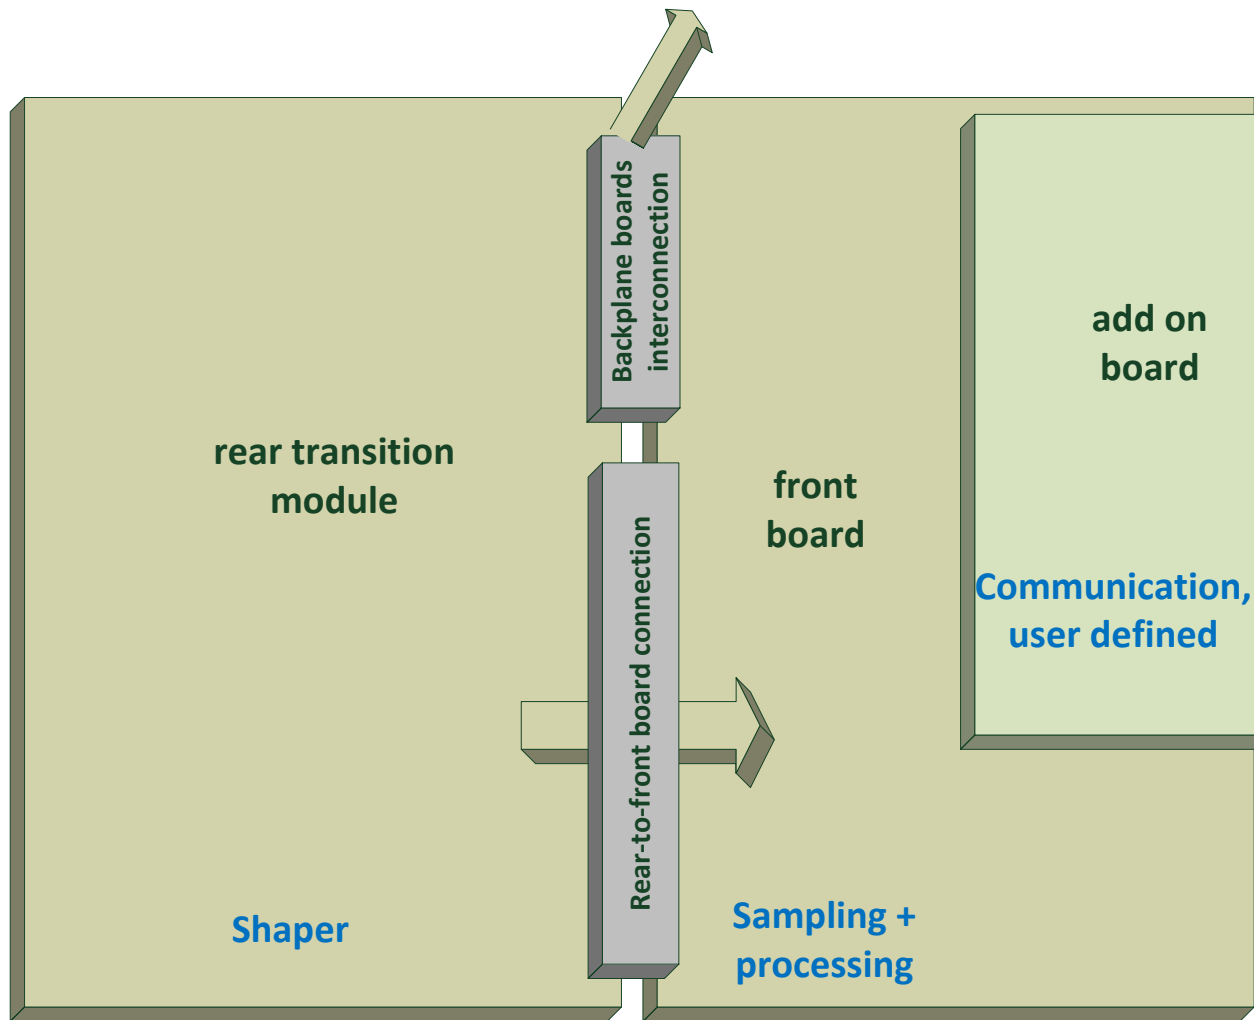 Backplane boards
interconnection
add on
board
rear transition
module
front
board
Rear-to-front board connection
Communication,
user defined
Shaper
Sampling +
processing